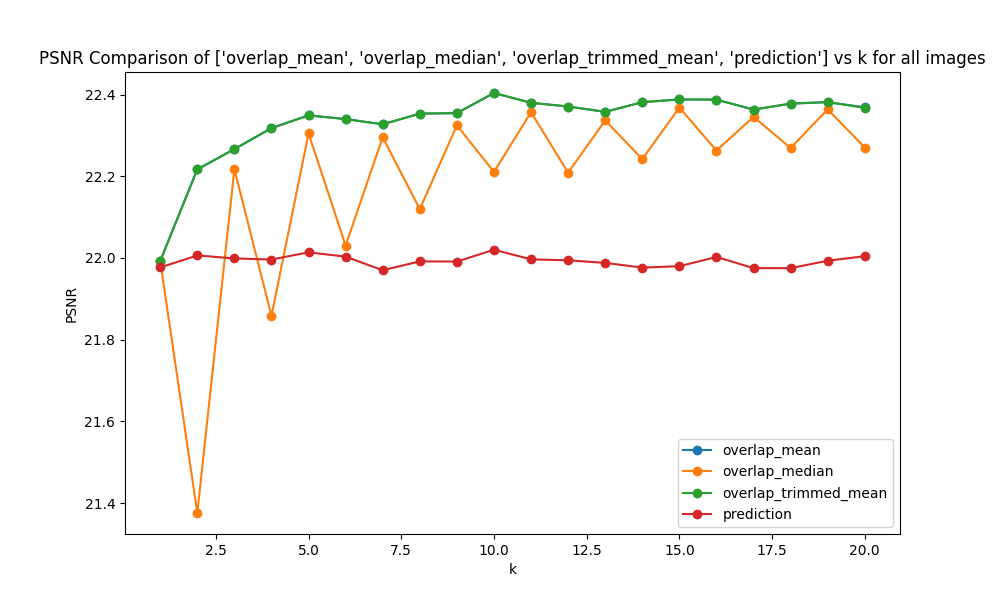 PSNR Comparison of ['overlap_mean', 'overlap_median', 'overlap_trimmed_mean', 'prediction'] vs k for all images
22.4
22.2
22.0
21.8
21.6
21.4
PSNR
2.5 5.0 7.5 10.0 12.5 15.0 17.5 20.0
k
overlap_mean
overlap_median
overlap_trimmed_mean
prediction